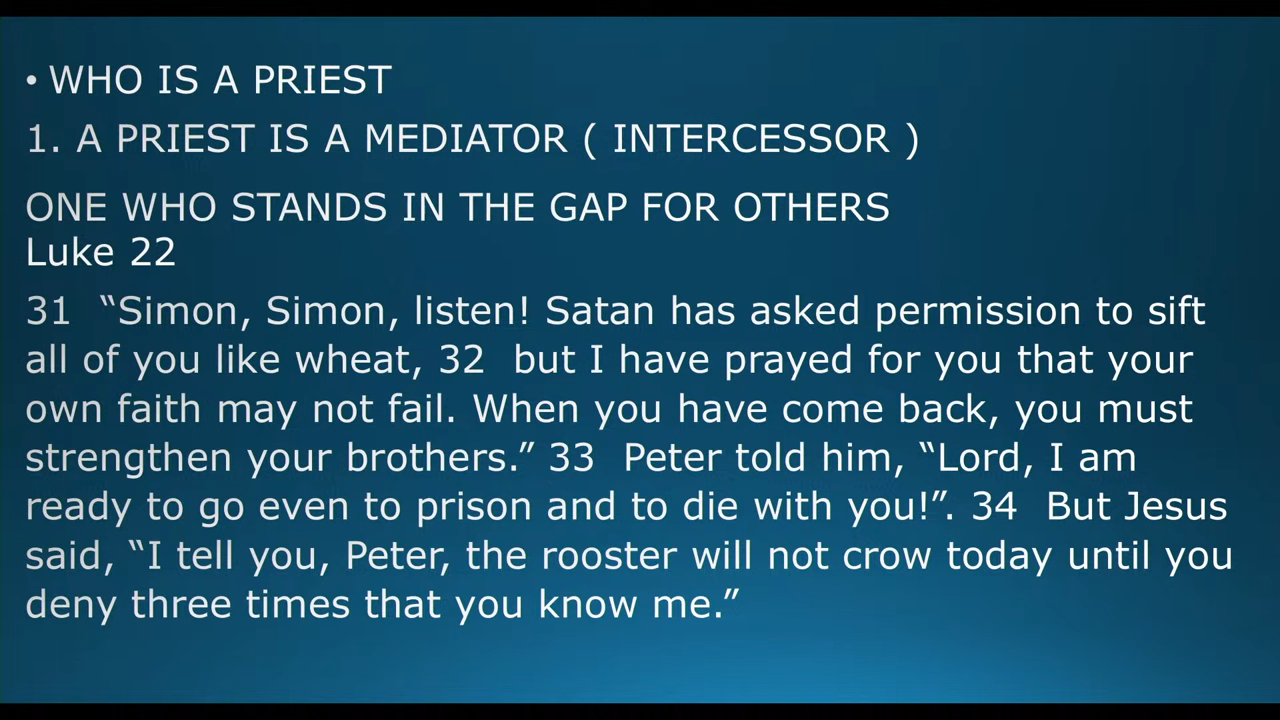 • WHO IS A PRIEST
1. A PRIEST IS A MEDIATOR ( INTERCESSOR )
ONE WHO STANDS IN THE GAP FOR OTHERS
Luke 22
31  “Simon, Simon, listen! Satan has asked permission to sift
all of you like wheat, 32  but I have prayed for you that your
own faith may not fail. When you have come back, you must
strengthen your brothers.” 33  Peter told him, “Lord, I am
ready to go even to prison and to die with you!”. 34  But Jesus
said, “I tell you, Peter, the rooster will not crow today until you
deny three times that you know me.”